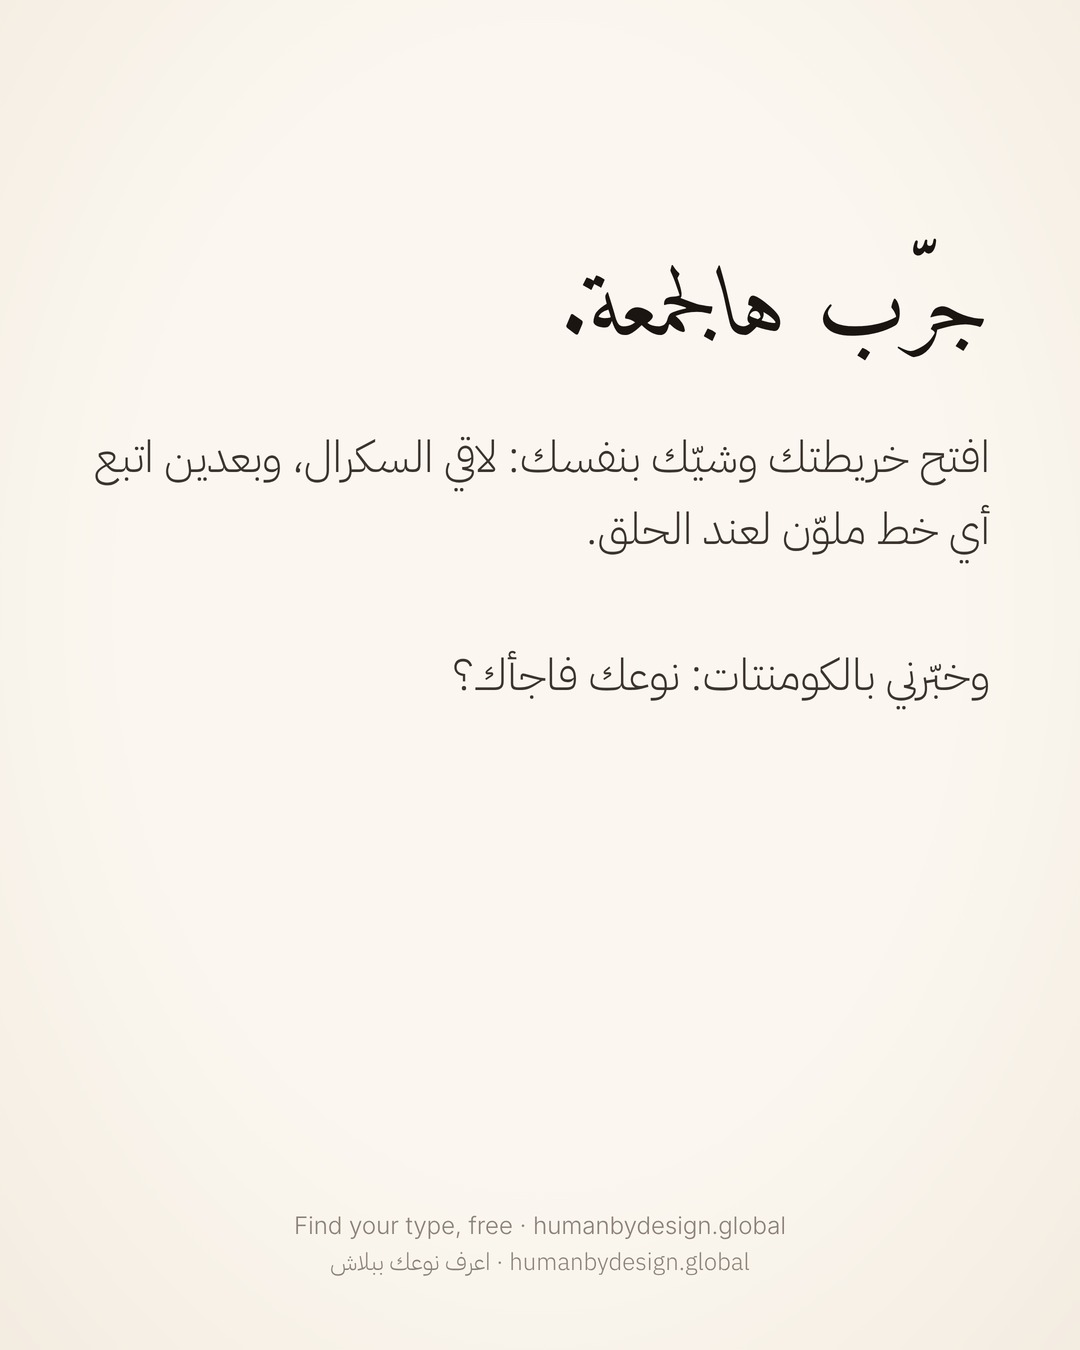 جرّب هالجمعة.
افتح خريطتك وشيّك بنفسك: لاقي السكرال، وبعدين اتبع
أي خط ملوّن لعند الحلق.
وخبّرني بالكومنتات: نوعك فاجأك؟
Find your type, free · humanbydesign.global
اعرف نوعك ببلاش · humanbydesign.global